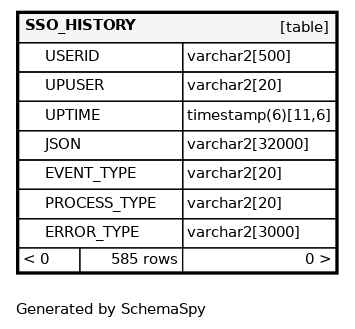 SSO_HISTORY [table]
USERID varchar2[500]
UPUSER varchar2[20]
UPTIME timestamp(6)[11,6]
JSON varchar2[32000]
EVENT_TYPE varchar2[20]
PROCESS_TYPE varchar2[20]
ERROR_TYPE varchar2[3000]
< 0 585 rows 0 >
Generated by SchemaSpy